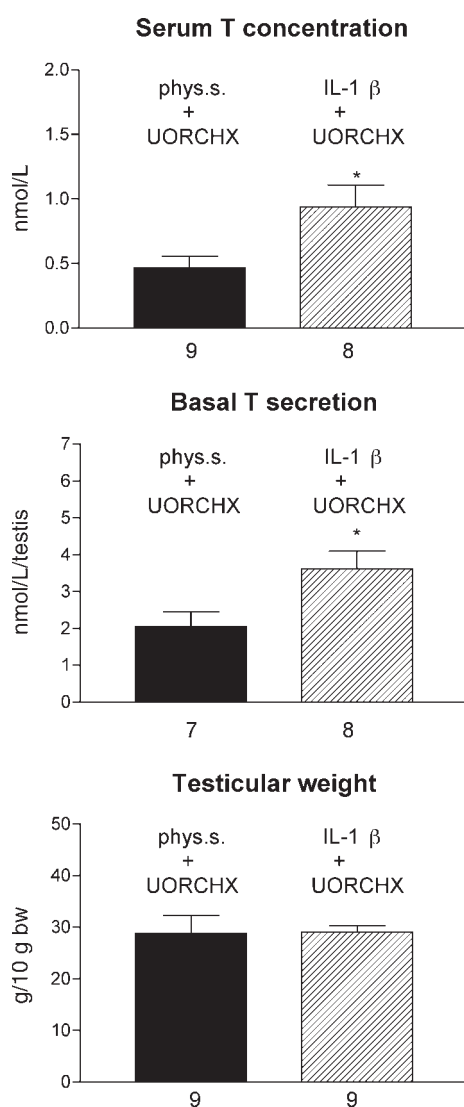 Serum T concentration
2.0
phys.s. IL-1 β
+ +
UORCHX UORCHX
1.5
nmol/L
*
1.0
0.5
0.0
9 8
Basal T secretion
7
phys.s. IL-1 β
6
+ +
UORCHX UORCHX
5
nmol/L/testis
*
4
3
2
1
0
7 8
Testicular weight
50
phys.s. IL-1 β
+ +
40
UORCHX UORCHX
g/10 g bw
30
20
10
0
9 9